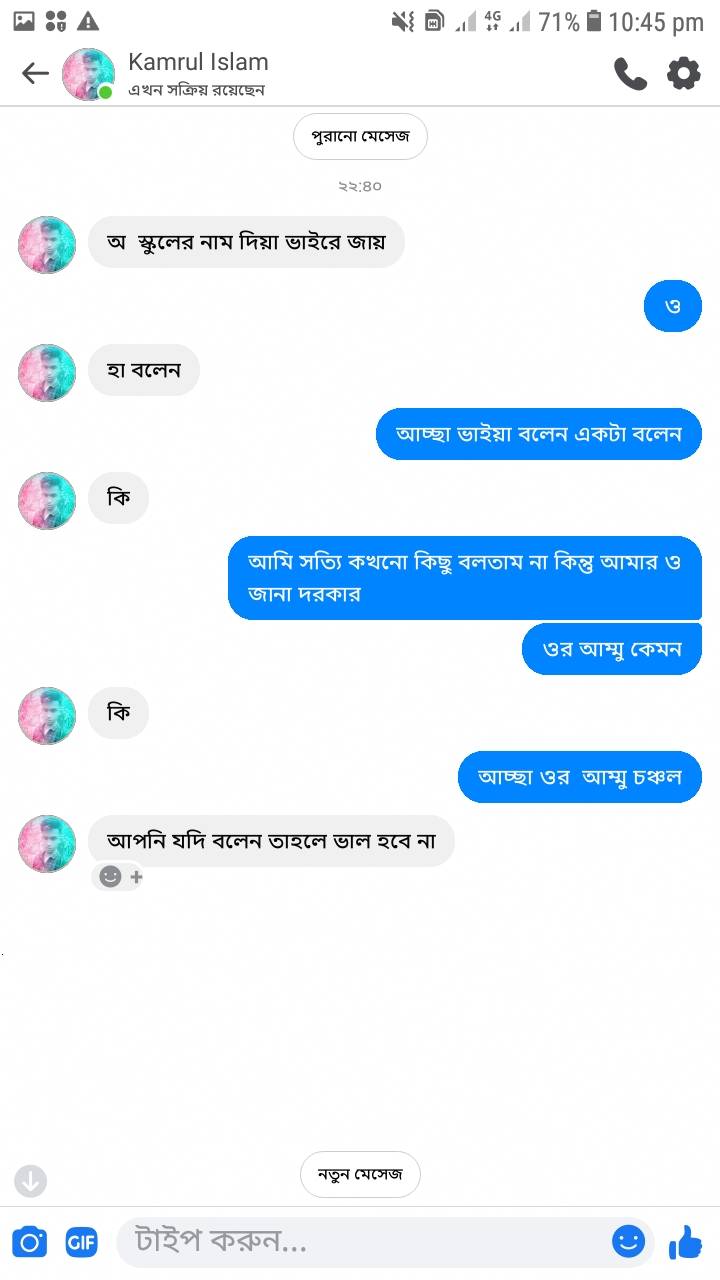 4G 71% 10:45 pm
Kamrul Islam
এখন সক্রিয় রয়েছেন
পুরানো মেসেজ
২২:৪০
অ স্কুলের নাম দিয়া ভাইরে জায়
ও
হা বলেন
আচ্ছা ভাইয়া বলেন একটা বলেন
কি
আমি সত্যি কখনো কিছু বলতাম না কিন্তু আমার ও
জানা দরকার
ওর আম্মু কেমন
কি
আচ্ছা ওর আম্মু চঞ্চল
আপনি যদি বলেন তাহলে ভাল হবে না
নতুন মেসেজ
GIF টাইপ করুন...